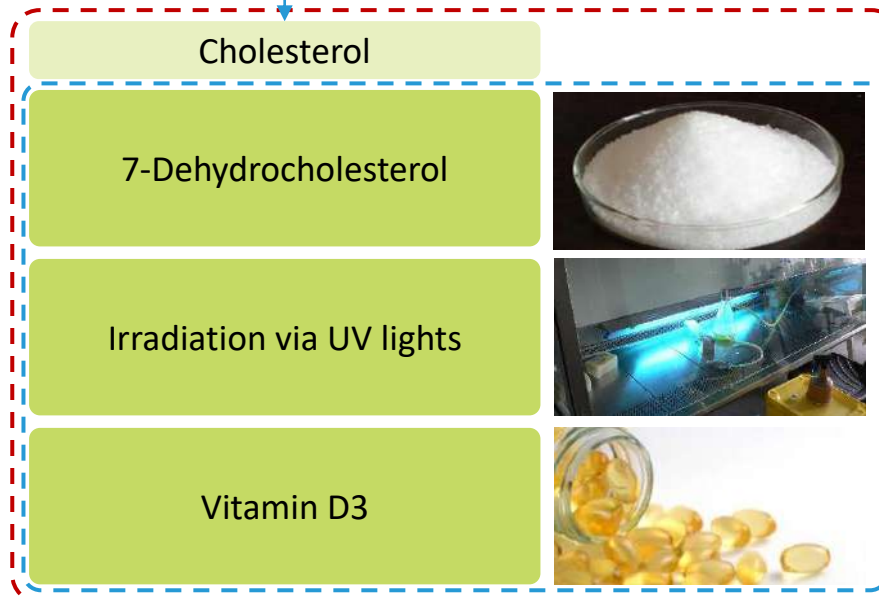 Cholesterol
7-Dehydrocholesterol
Irradiation via UV lights
Vitamin D3